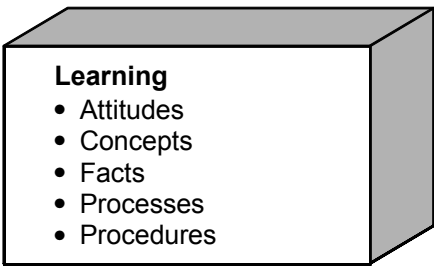 Learning
• Attitudes
• Concepts
• Facts
• Processes
• Procedures